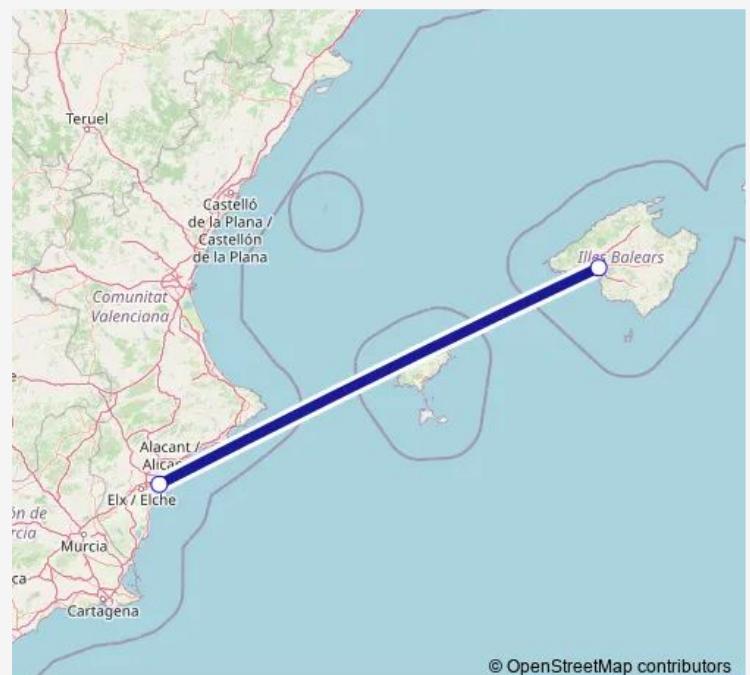 Teruel
Castelló
de la Plana /
Castellón
de la Plana
Illes Balears
Comunitat
Valenciana
Alacant /
Elx / Elche
Murcia
Cartagena
© OpenStreetMap contributors